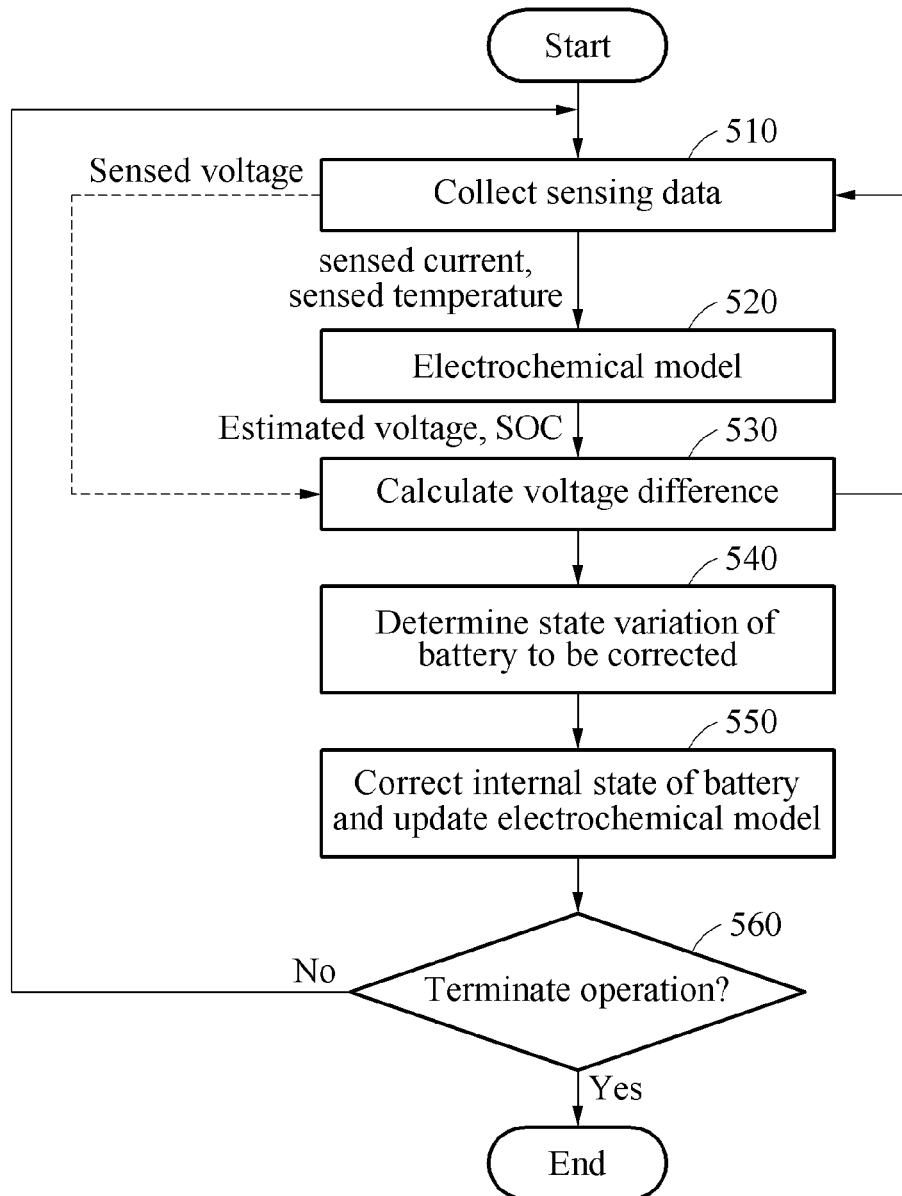 Start
510
Sensed voltage
Collect sensing data
sensed current,
sensed temperature
520
Electrochemical model
Estimated voltage, SOC
530
Calculate voltage difference
540
Determine state variation of
battery to be corrected
550
Correct internal state of battery
and update electrochemical model
560
No
Terminate operation?
Yes
End